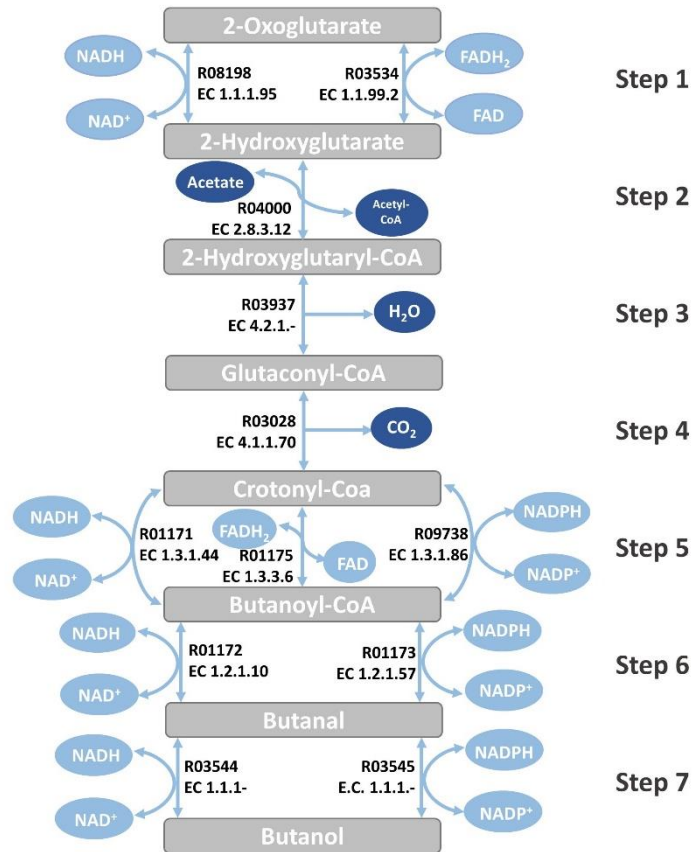 2-Oxoglutarate
NADH
R08198
EC 1.1.1.95
NAD⁺
R03534
EC 1.1.99.2
FADH₂
FAD
Step 1
2-Hydroxyglutarate
Acetate
R04000
EC 2.8.3.12
Acetyl-
CoA
Step 2
2-Hydroxyglutaryl-CoA
R03937
EC 4.2.1.-
H₂O
Step 3
Glutaconyl-CoA
R03028
EC 4.1.1.70
CO₂
Step 4
Crotonyl-Coa
NADH
R01171
EC 1.3.1.44
NAD⁺
FADH₂
R01175
EC 1.3.3.6
FAD
R09738
EC 1.3.1.86
NADPH
NADP⁺
Step 5
Butanoyl-CoA
NADH
R01172
EC 1.2.1.10
NAD⁺
R01173
EC 1.2.1.57
NADPH
NADP⁺
Step 6
Butanal
NADH
R03544
EC 1.1.1-
NAD⁺
R03545
E.C. 1.1.1.-
NADPH
NADP⁺
Step 7
Butanol